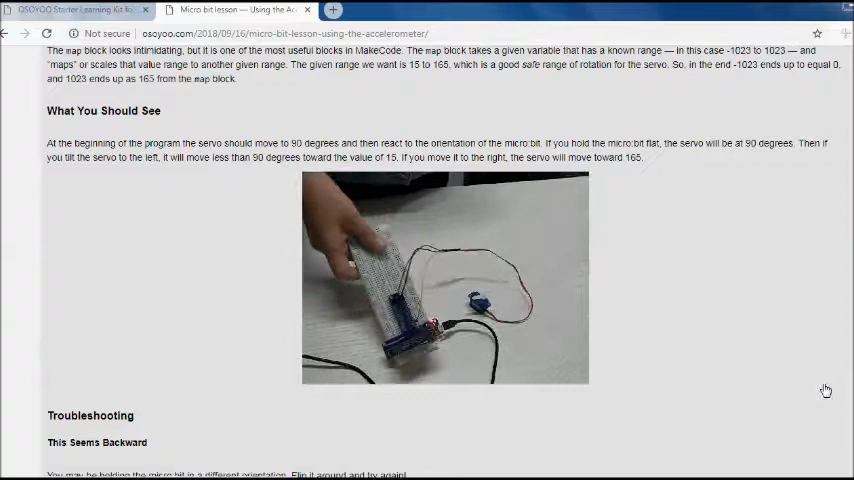 OSOYOO Starter Learning Kit fo
Micro bit lesson — Using the Ac
Not secure osoyoo.com/2018/09/16/micro-bit-lesson-using-the-accelerometer/
The map block looks intimidating, but it is one of the most useful blocks in MakeCode. The map block takes a given variable that has a known range — in this case -1023 to 1023 — and
“maps” or scales that value range to another given range. The given range we want is 15 to 165, which is a good safe range of rotation for the servo. So, in the end -1023 ends up to equal 0,
and 1023 ends up as 165 from the map block.
What You Should See
At the beginning of the program the servo should move to 90 degrees and then react to the orientation of the micro:bit. If you hold the micro:bit flat, the servo will be at 90 degrees. Then if
you tilt the servo to the left, it will move less than 90 degrees toward the value of 15. If you move it to the right, the servo will move toward 165.
Troubleshooting
This Seems Backward
You may be holding the micro:bit in a different orientation. Flip it around and try again!